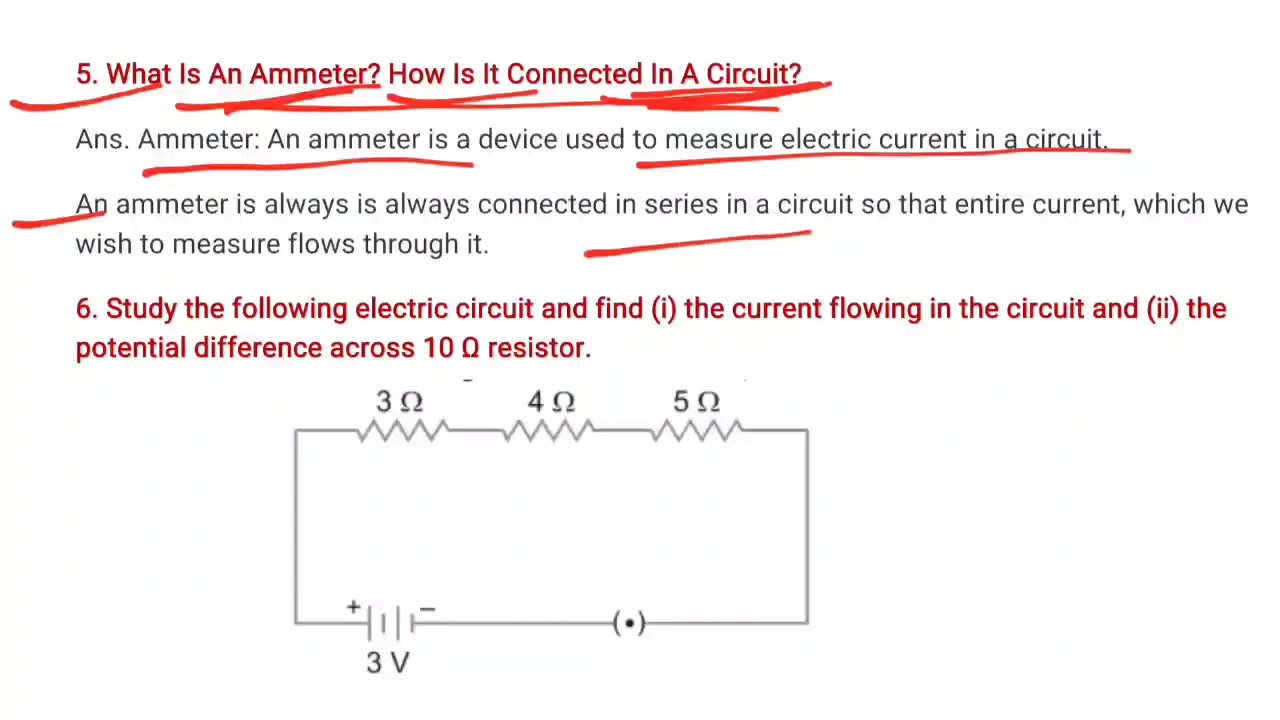 5. What Is An Ammeter? How Is It Connected In A Circuit?
Ans. Ammeter: An ammeter is a device used to measure electric current in a circuit.
An ammeter is always is always connected in series in a circuit so that entire current, which we
wish to measure flows through it.
6. Study the following electric circuit and find (i) the current flowing in the circuit and (ii) the
potential difference across 10 Ω resistor.
3 Ω 4 Ω 5 Ω
+ −
(•)
3 V